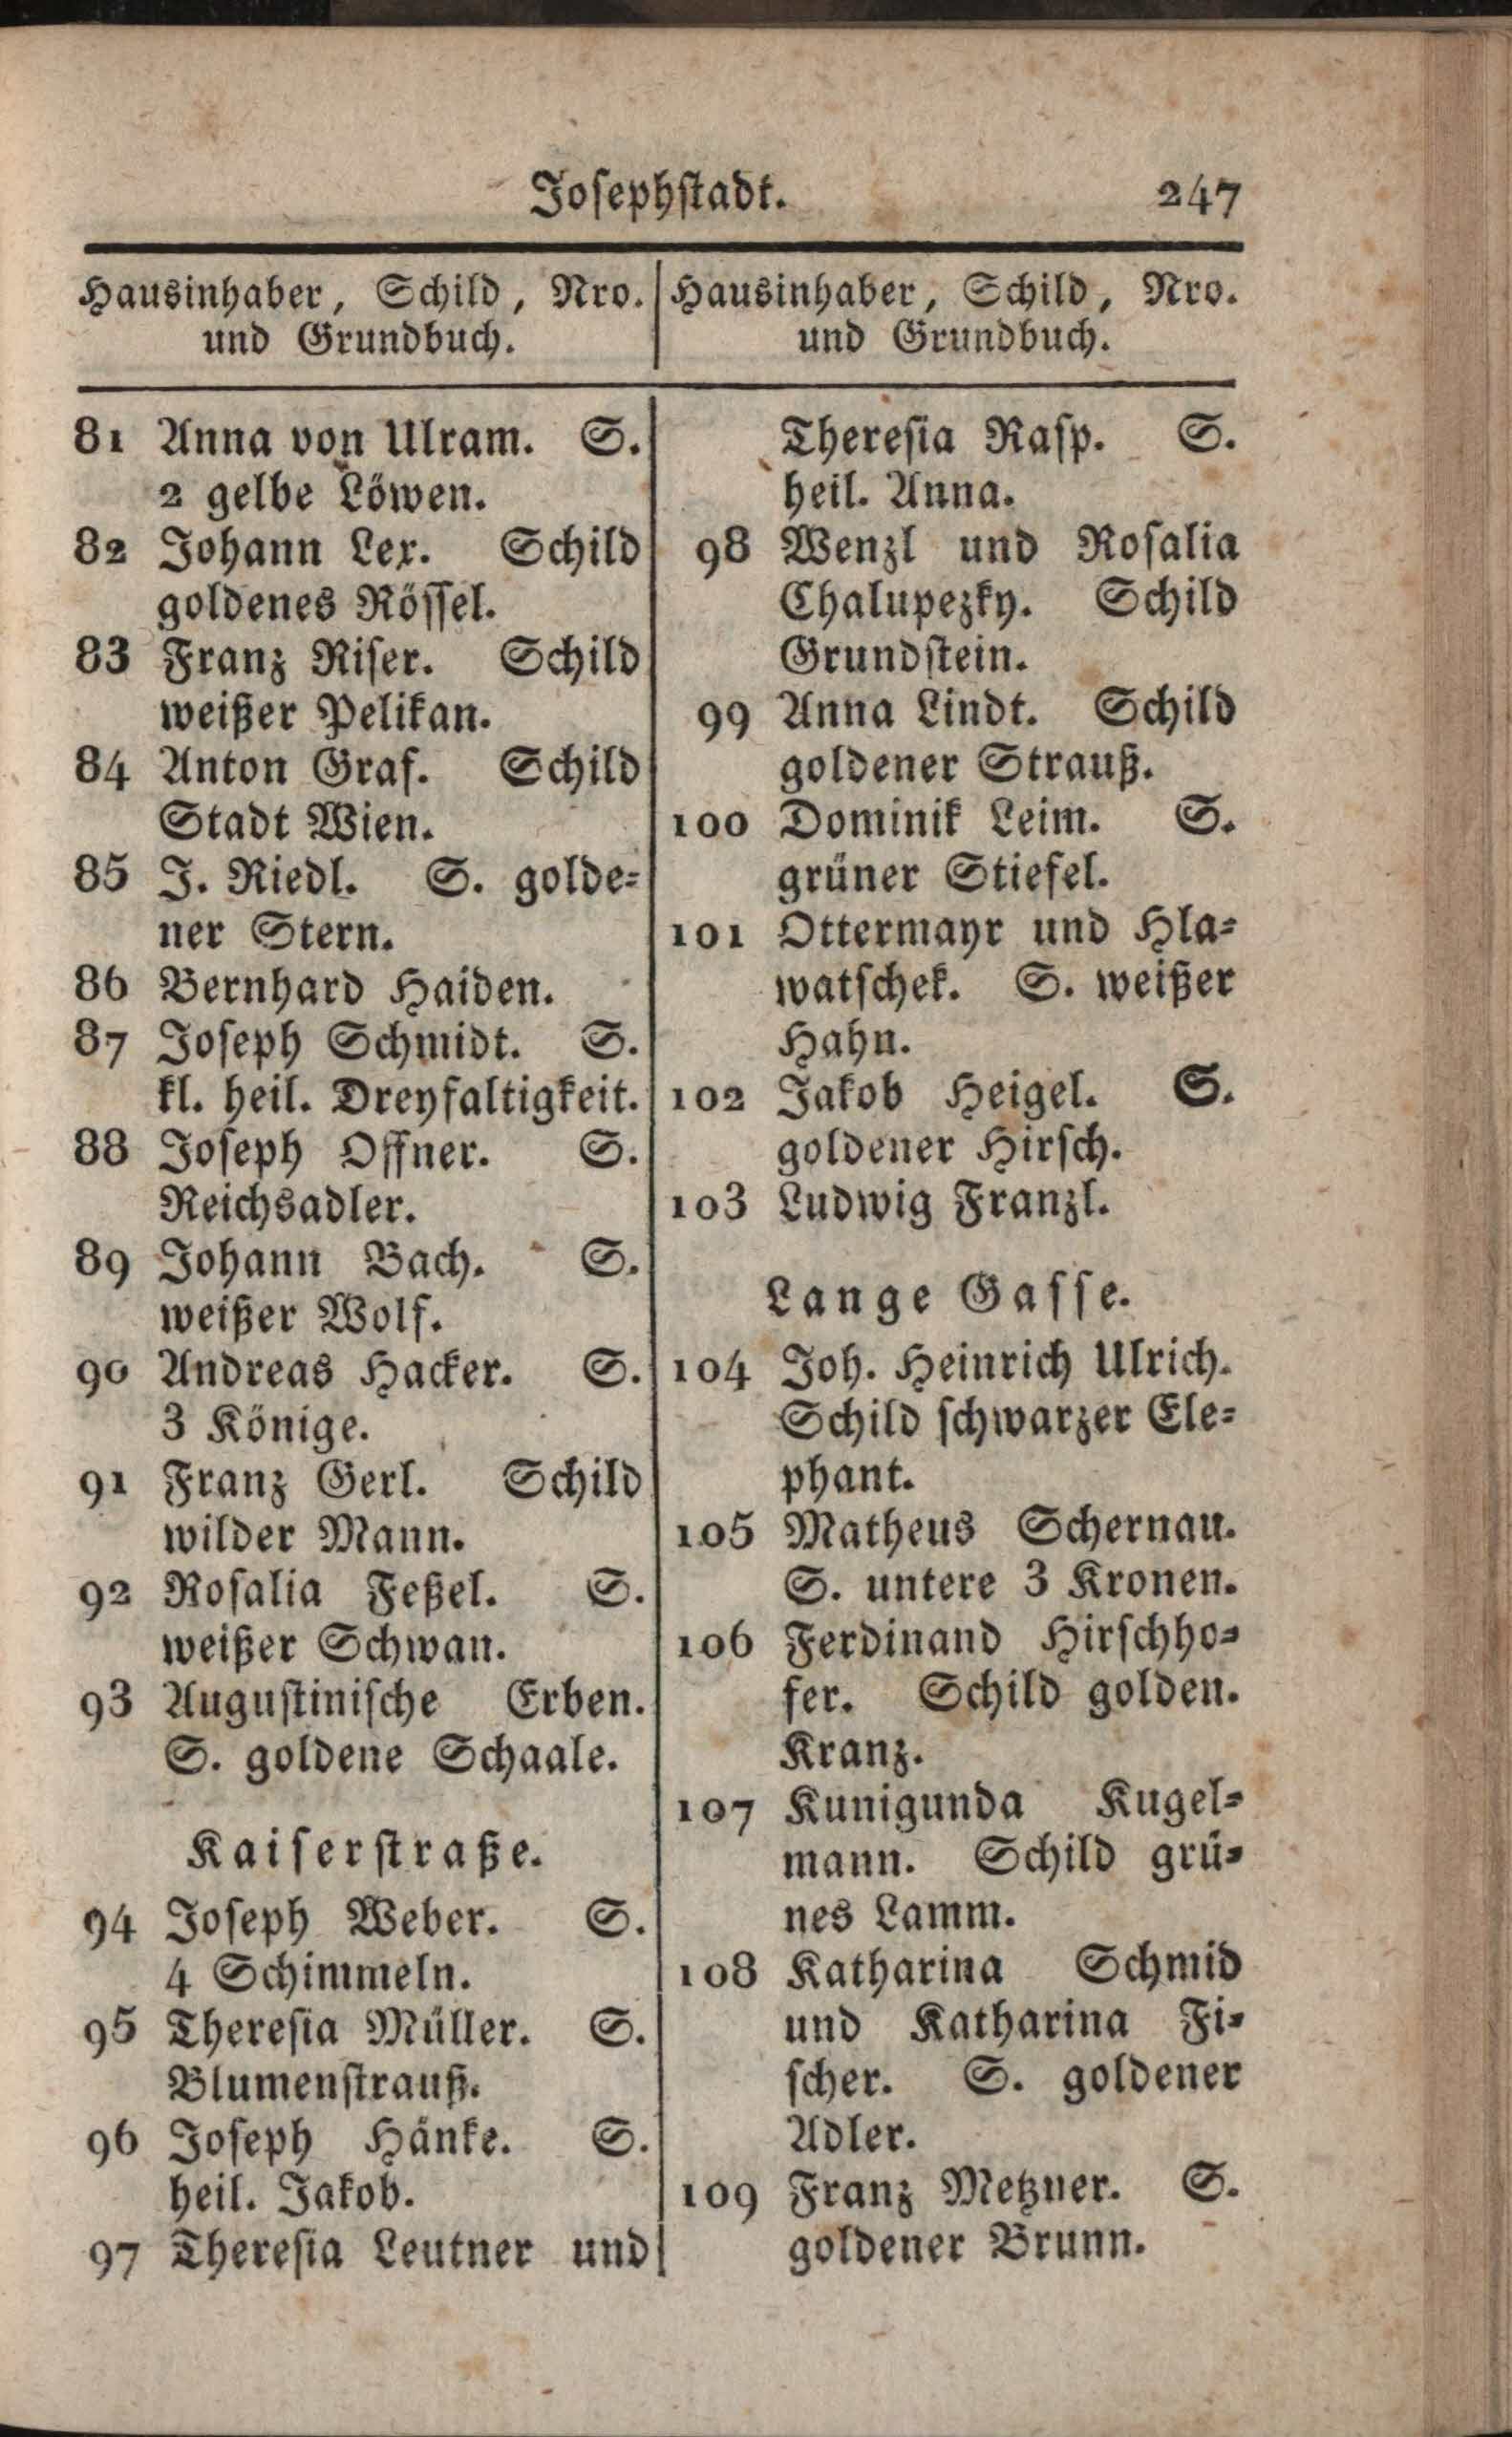 Josephstadt. 247
Hausinhaber, Schild, Nro.
und Grundbuch.
81 Anna von Ulram. S.
2 gelbe Löwen.
82 Johann Lex. Schild
goldenes Rössel.
83 Franz Riser. Schild
weißer Pelikan.
84 Anton Graf. Schild
Stadt Wien.
85 J. Riedl. S. golde-
ner Stern.
86 Bernhard Haiden.
87 Joseph Schmidt. S.
kl. heil. Dreyfaltigkeit.
88 Joseph Offner. S.
Reichsadler.
89 Johann Bach. S.
weißer Wolf.
90 Andreas Hacker. S.
3 Könige.
91 Franz Gerl. Schild
wilder Mann.
92 Rosalia Feßel. S.
weißer Schwan.
93 Augustinische Erben.
S. goldene Schaale.
Kaiserstraße.
94 Joseph Weber. S.
4 Schimmeln.
95 Theresia Müller. S.
Blumenstrauß.
96 Joseph Hänke. S.
heil. Jakob.
97 Theresia Leutner und
Hausinhaber, Schild, Nro.
und Grundbuch.
Theresia Rasp. S.
heil. Anna.
98 Wenzl und Rosalia
Chalupezky. Schild
Grundstein.
99 Anna Lindt. Schild
goldener Strauß.
100 Dominik Leim. S.
grüner Stiefel.
101 Ottermayr und Hla-
watschek. S. weißer
Hahn.
102 Jakob Heigel. S.
goldener Hirsch.
103 Ludwig Franzl.
Lange Gasse.
104 Joh. Heinrich Ulrich.
Schild schwarzer Ele-
phant.
105 Matheus Schernau.
S. untere 3 Kronen.
106 Ferdinand Hirschho-
fer. Schild golden.
Kranz.
107 Kunigunda Kugel-
mann. Schild grü-
nes Lamm.
108 Katharina Schmid
und Katharina Fi-
scher. S. goldener
Adler.
109 Franz Metzner. S.
goldener Brunn.